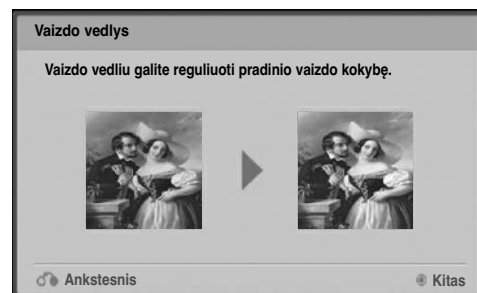 Vaizdo vedlys
Vaizdo vedliu galite reguliuoti pradinio vaizdo kokybę.
Ankstesnis
Kitas